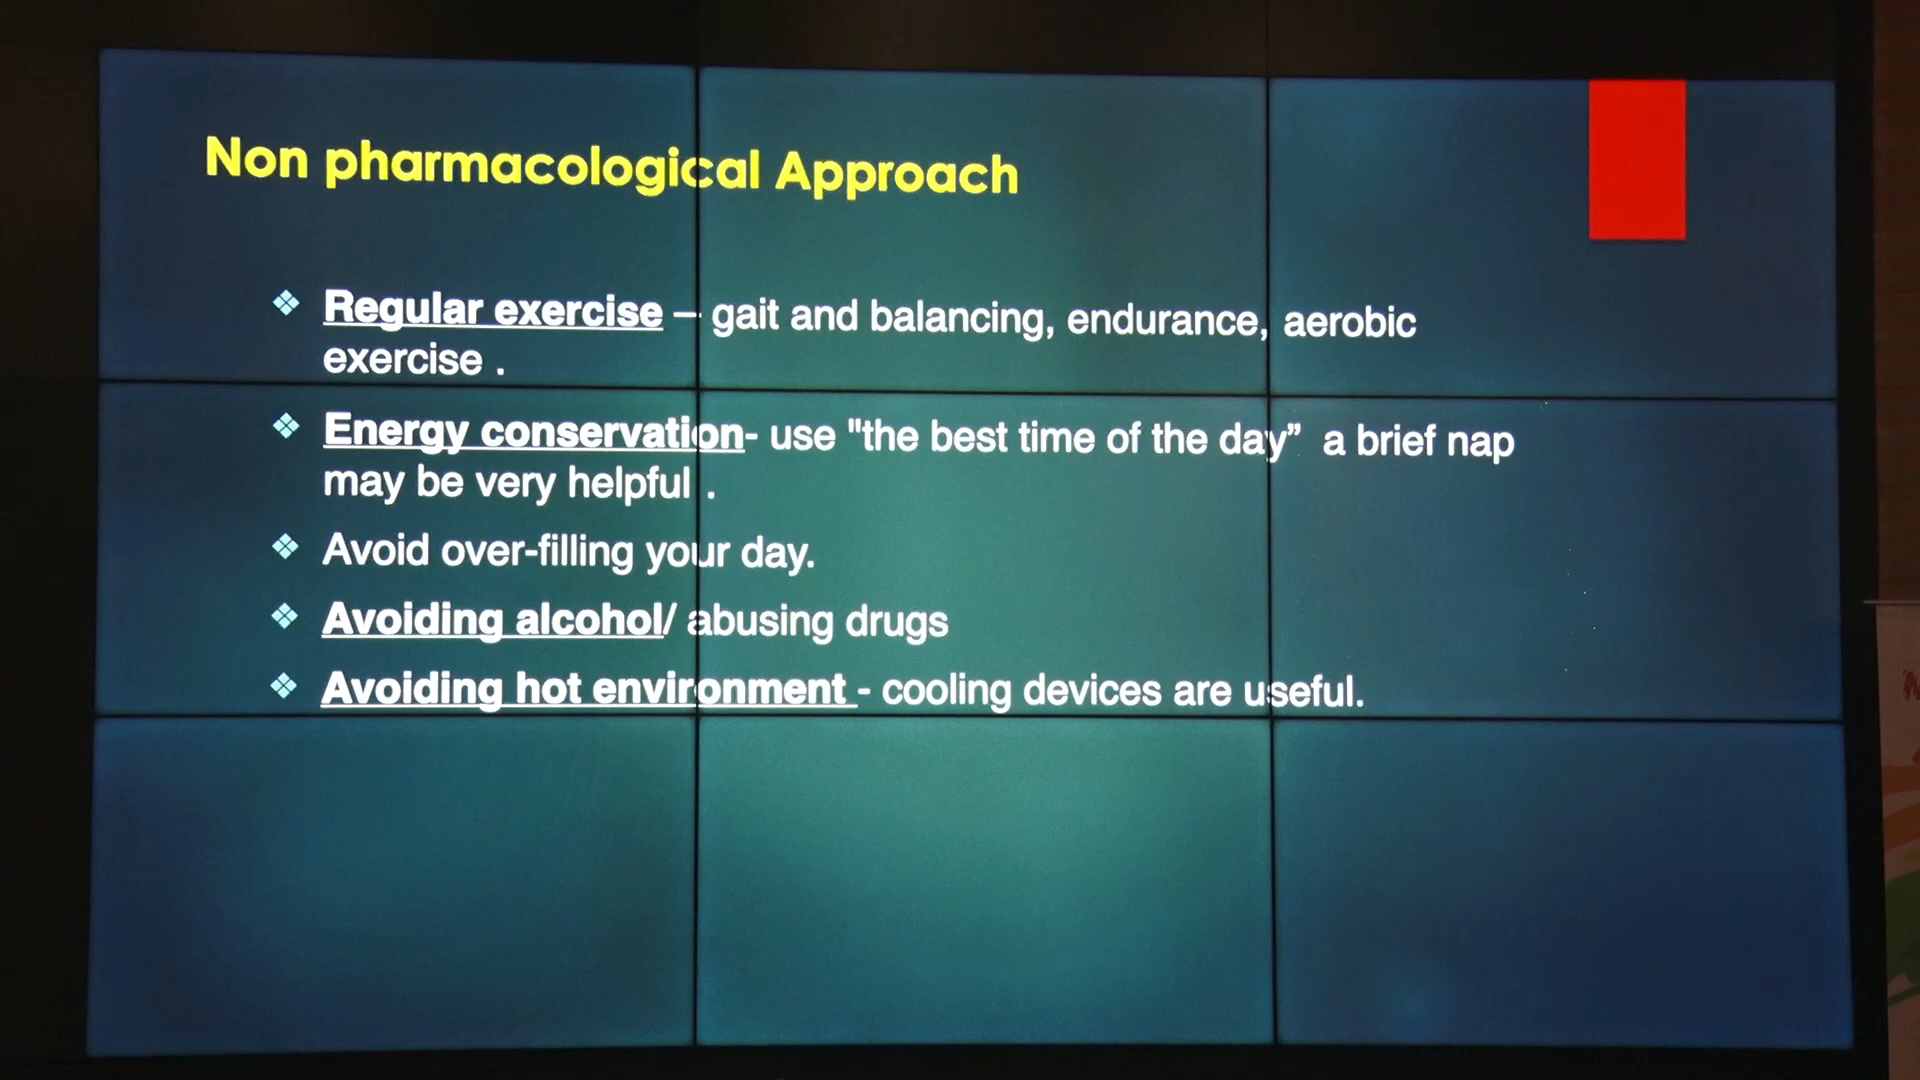 Non pharmacological Approach
❖ Regular exercise – gait and balancing, endurance, aerobic
exercise .
❖ Energy conservation- use "the best time of the day”  a brief nap
may be very helpful .
❖ Avoid over-filling your day.
❖ Avoiding alcohol/ abusing drugs
❖ Avoiding hot environment - cooling devices are useful.